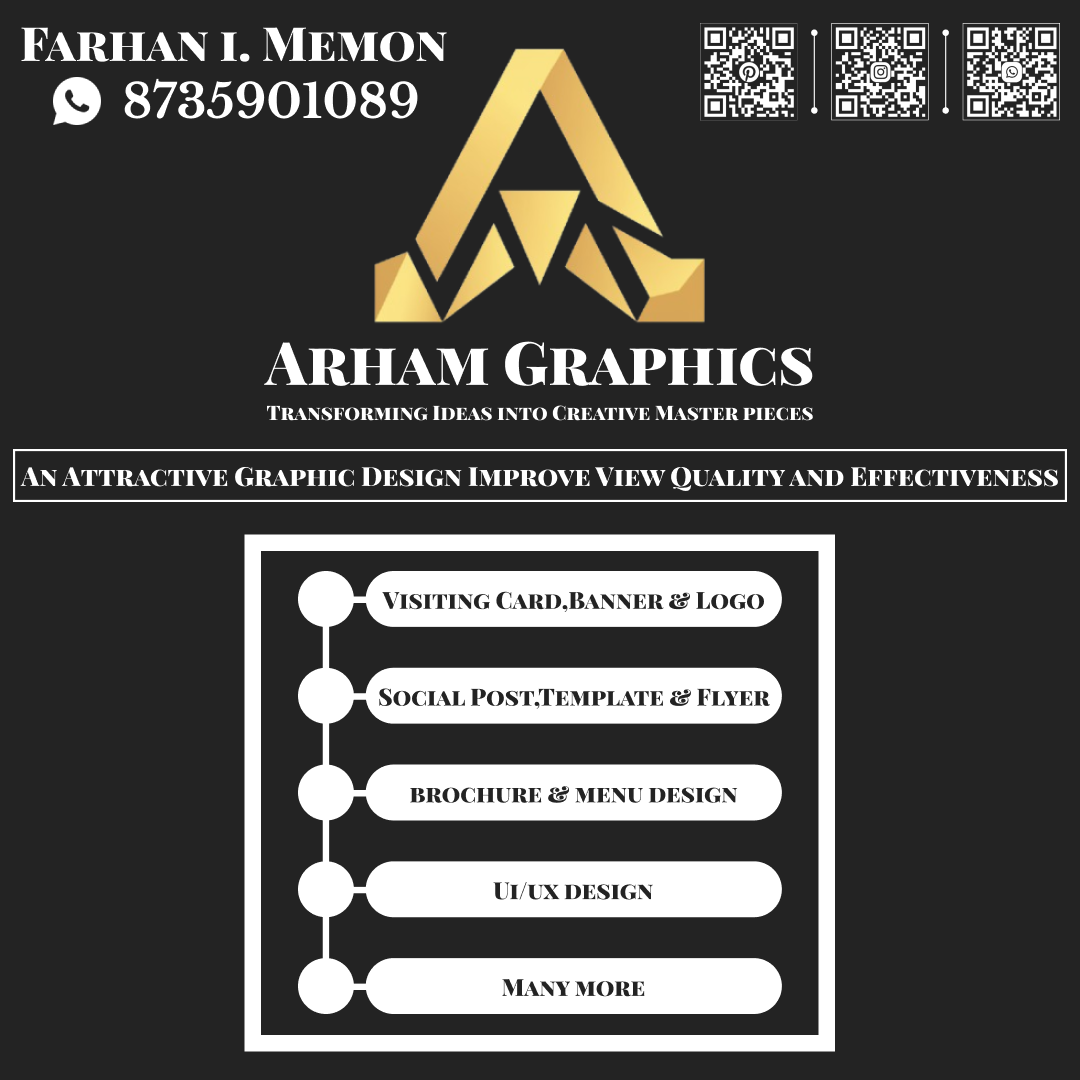 Farhan i. Memon
8735901089
Arham Graphics
Transforming Ideas into Creative Master pieces
An Attractive Graphic Design Improve View Quality and Effectiveness
Visiting Card,Banner & Logo
Social Post,Template & Flyer
brochure & menu design
Ui/ux design
Many more